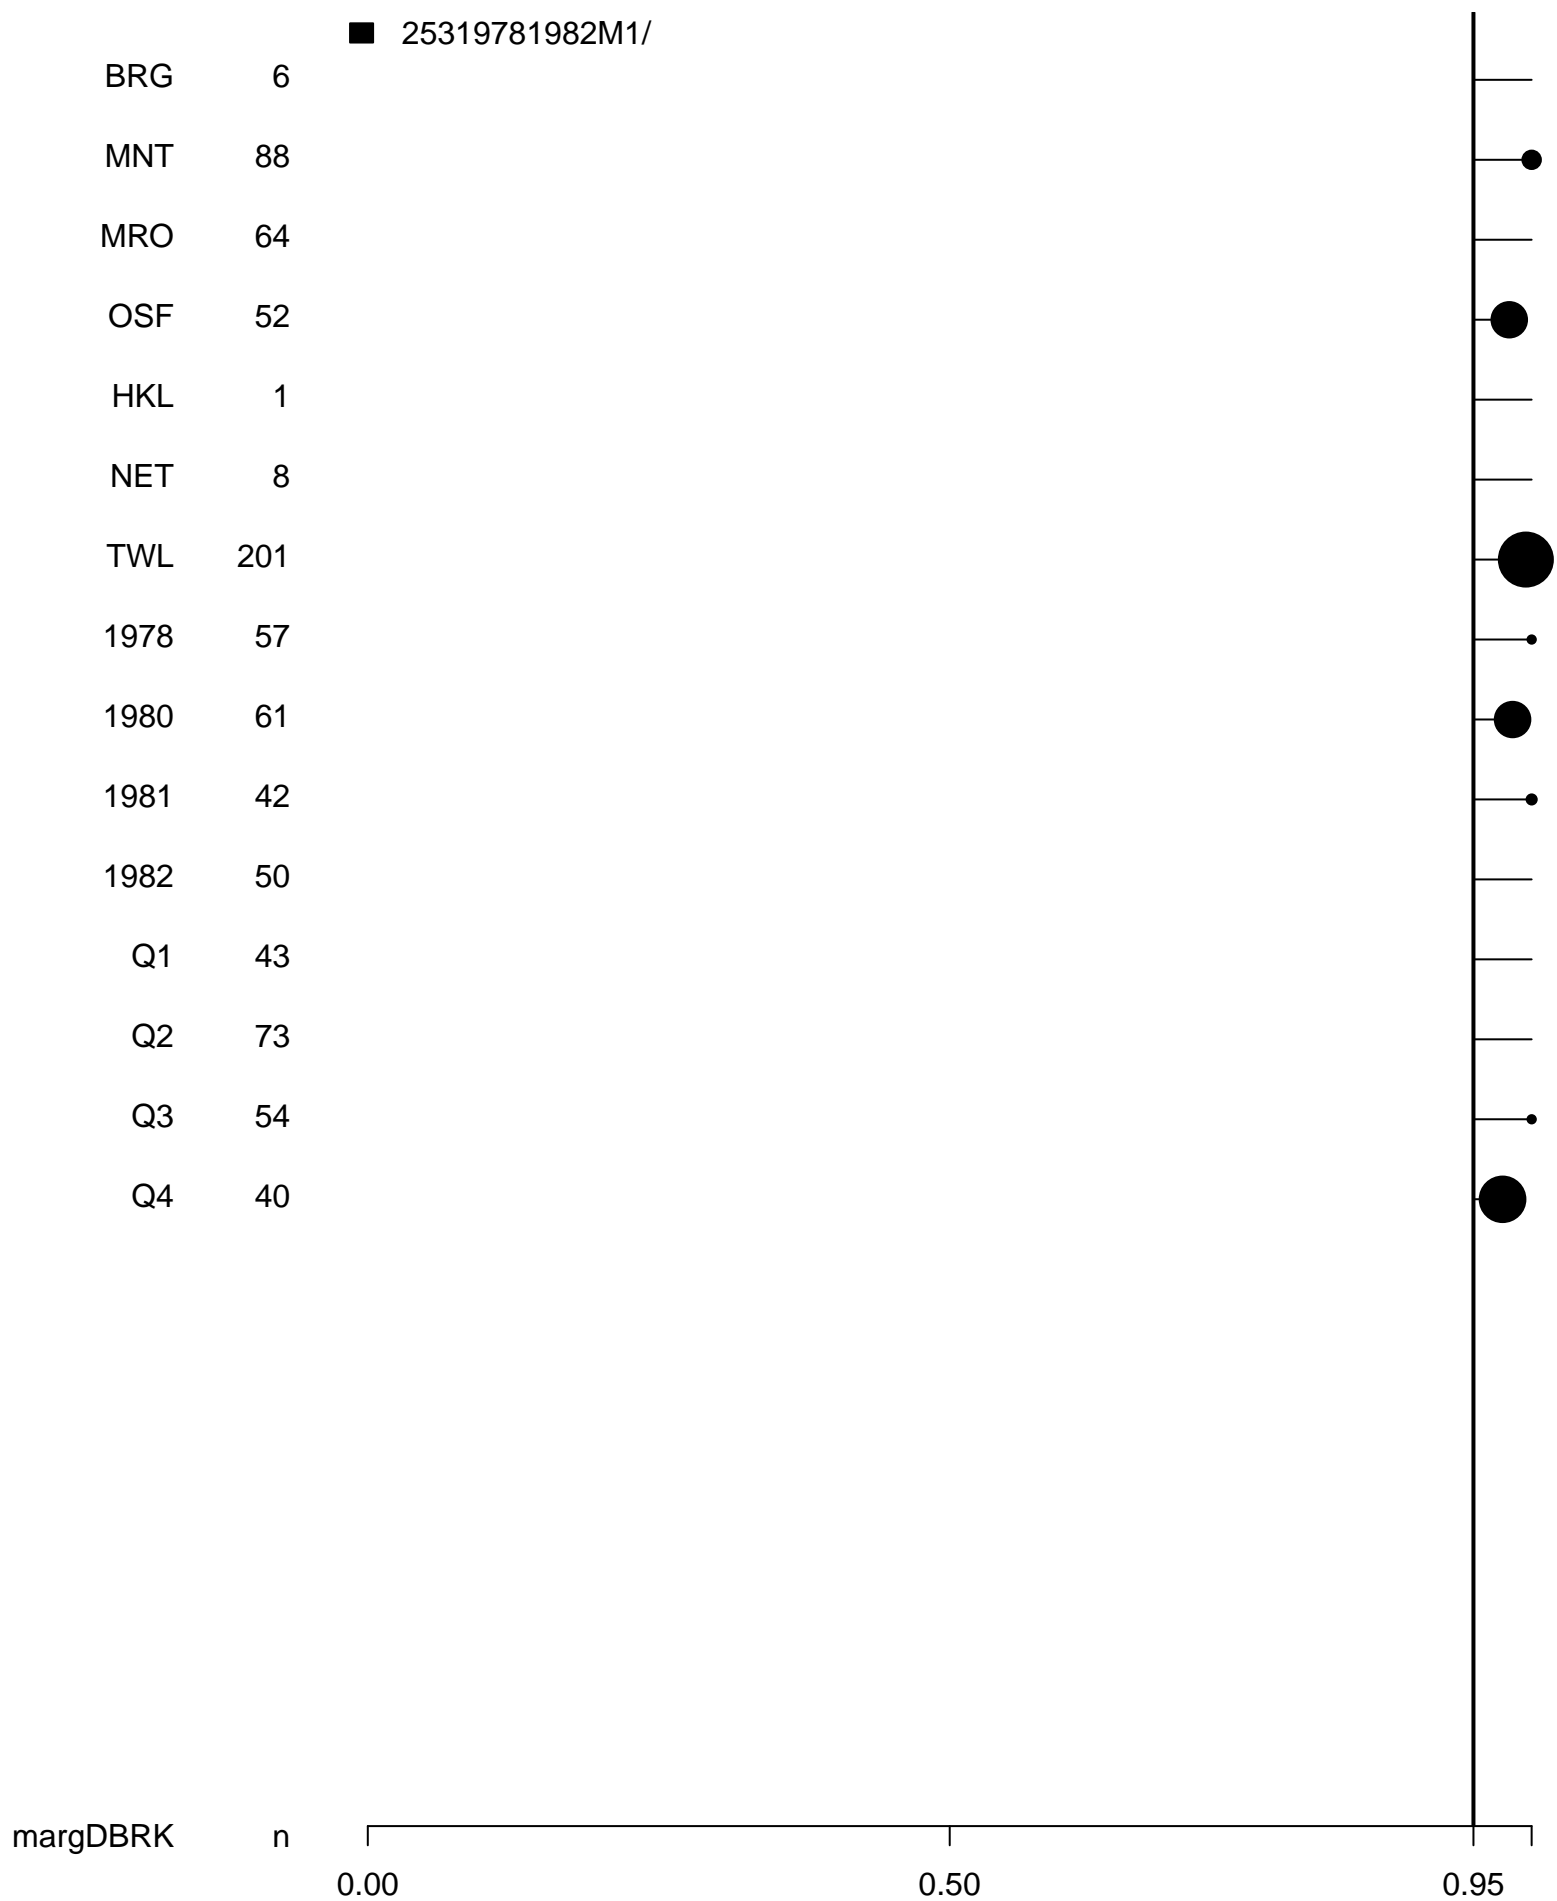 25319781982M1/
BRG 6
MNT 88
MRO 64
OSF 52
HKL 1
NET 8
TWL 201
1978 57
1980 61
1981 42
1982 50
Q1 43
Q2 73
Q3 54
Q4 40
margDBRK n
0.00 0.50 0.95